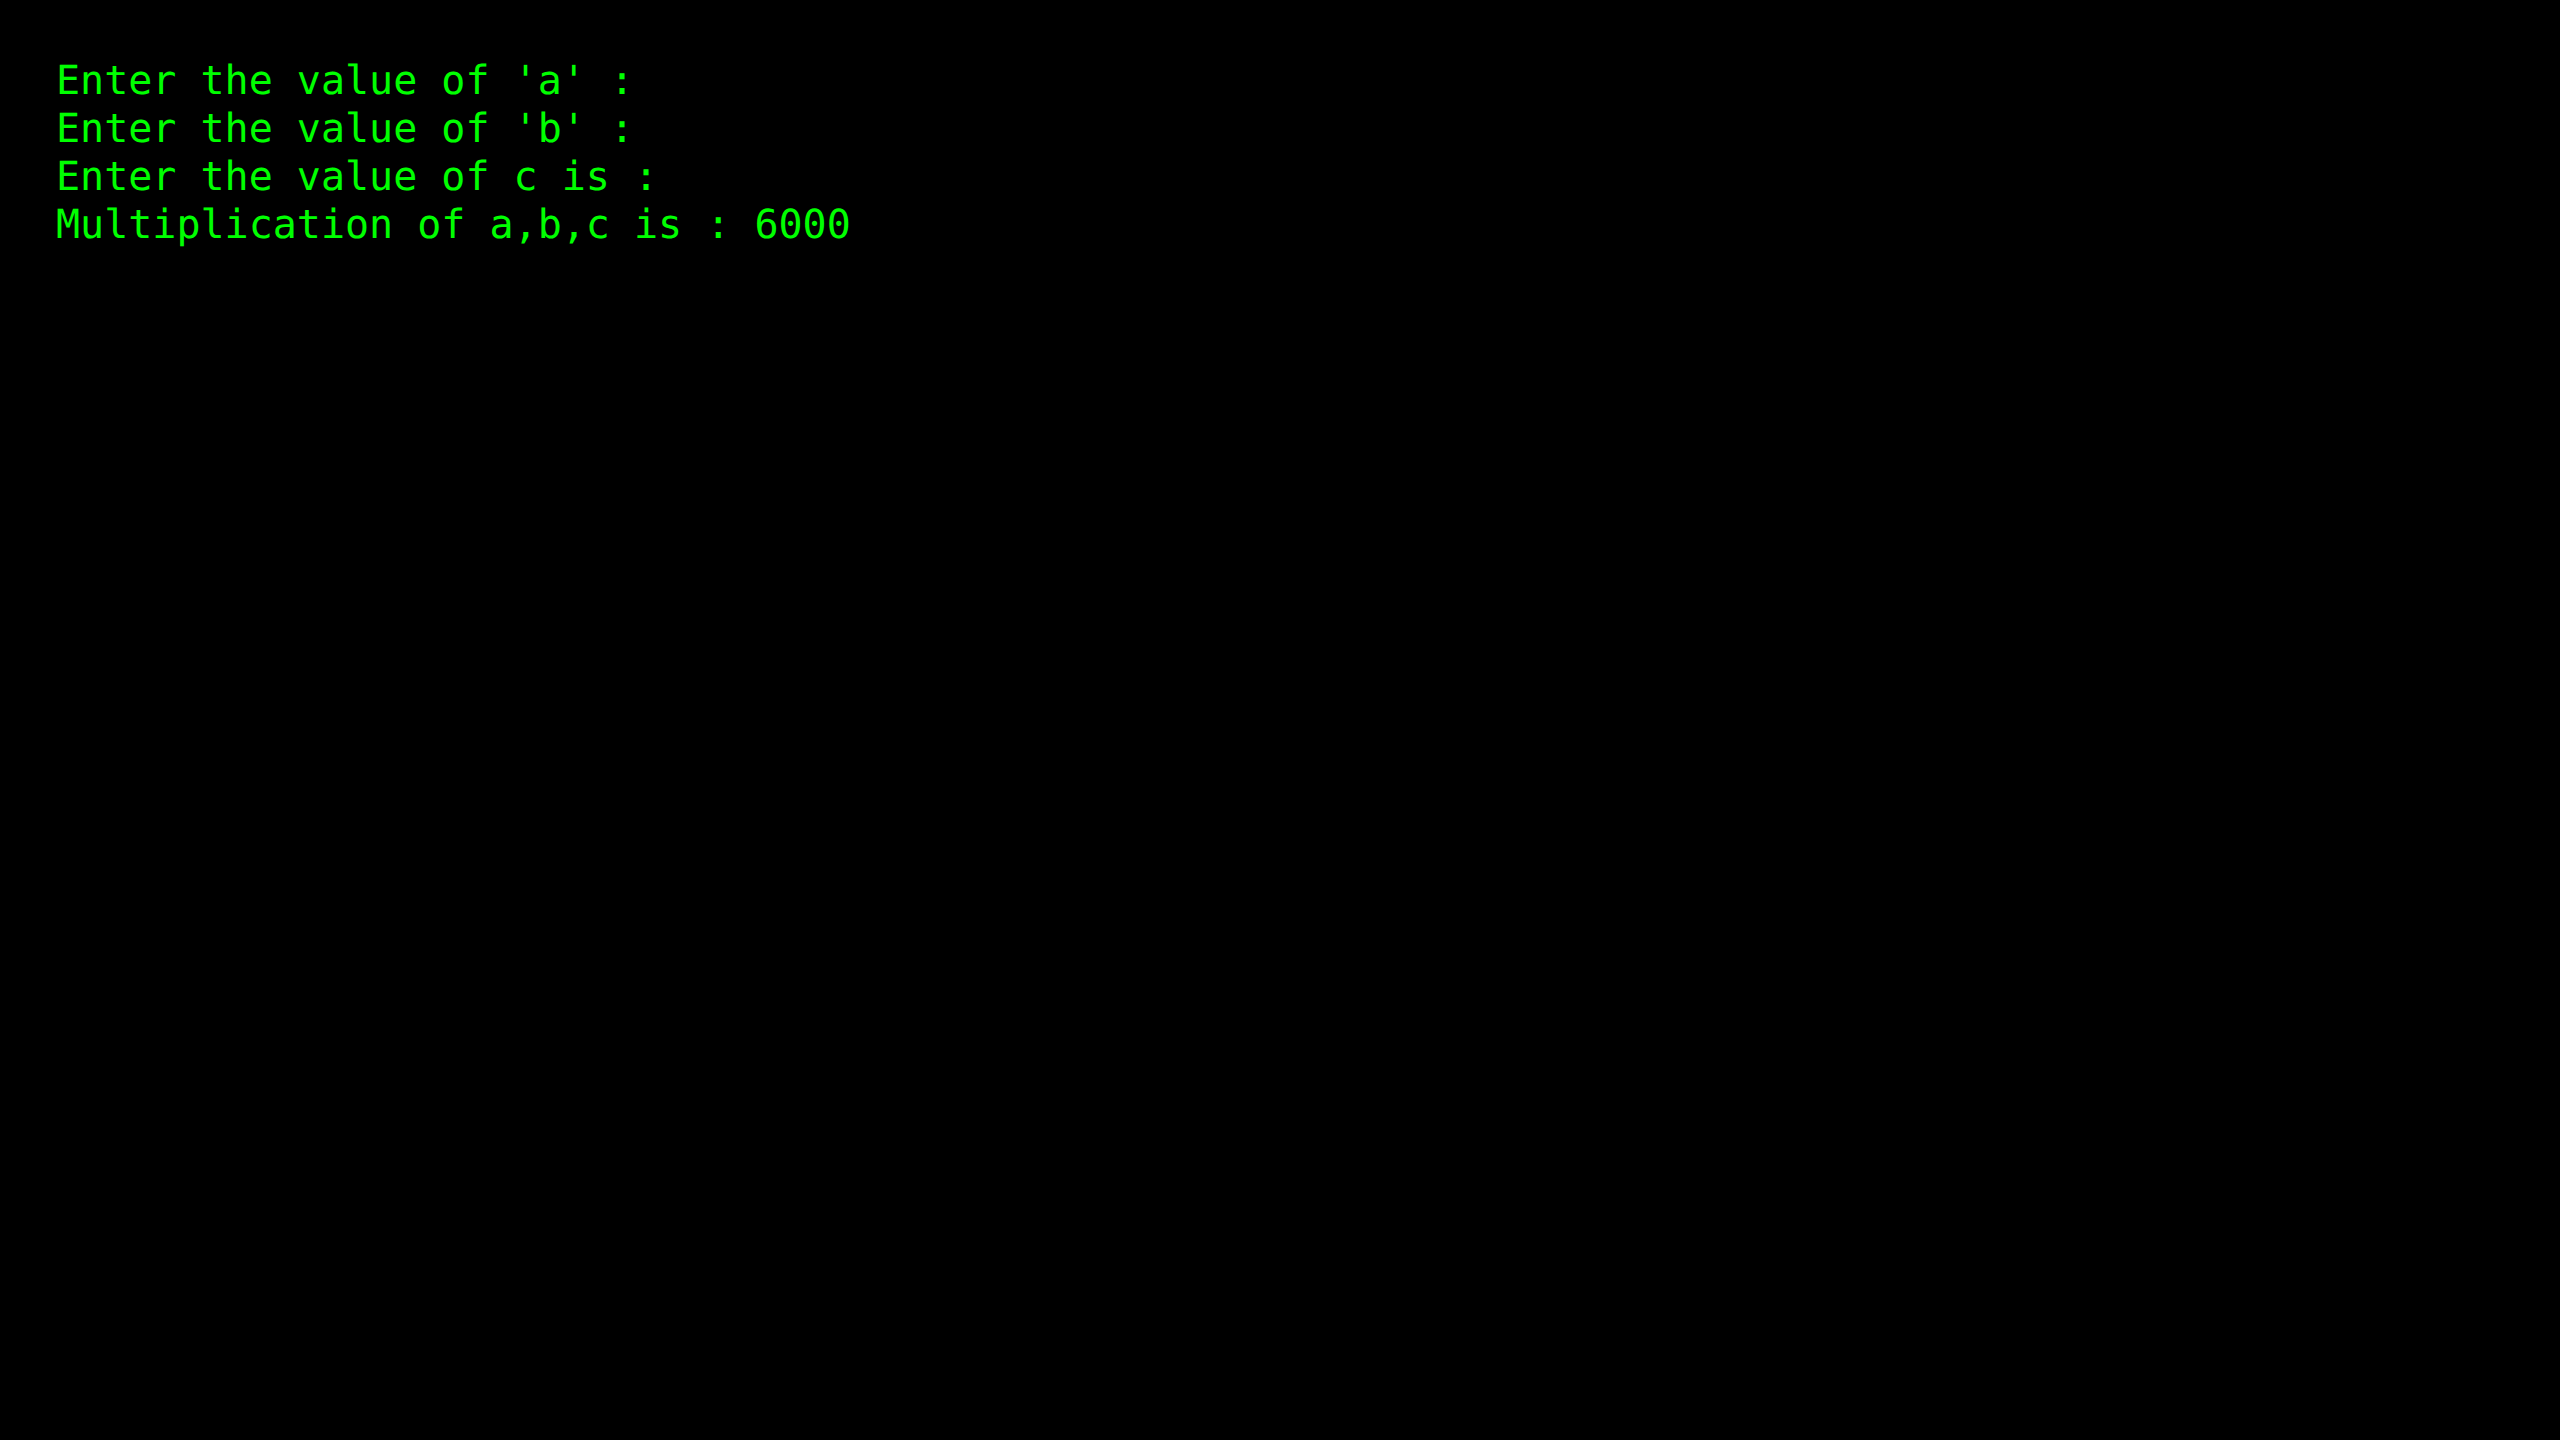 Enter the value of 'a' :
Enter the value of 'b' :
Enter the value of c is :
Multiplication of a,b,c is : 6000